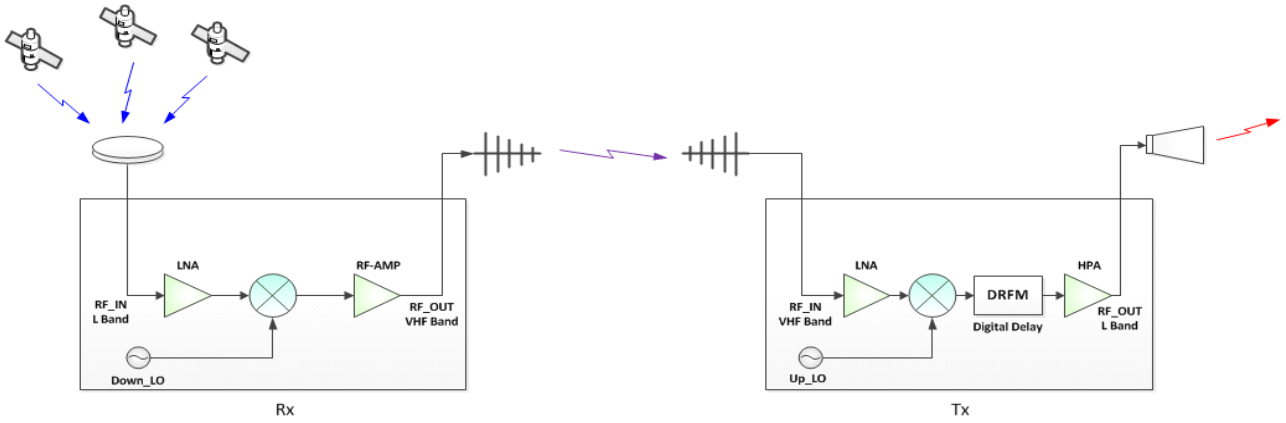 LNA
RF-AMP
RF_IN
L Band
RF_OUT
VHF Band
Down_LO
Rx
LNA
HPA
DRFM
RF_IN
VHF Band
Digital Delay
RF_OUT
L Band
Up_LO
Tx